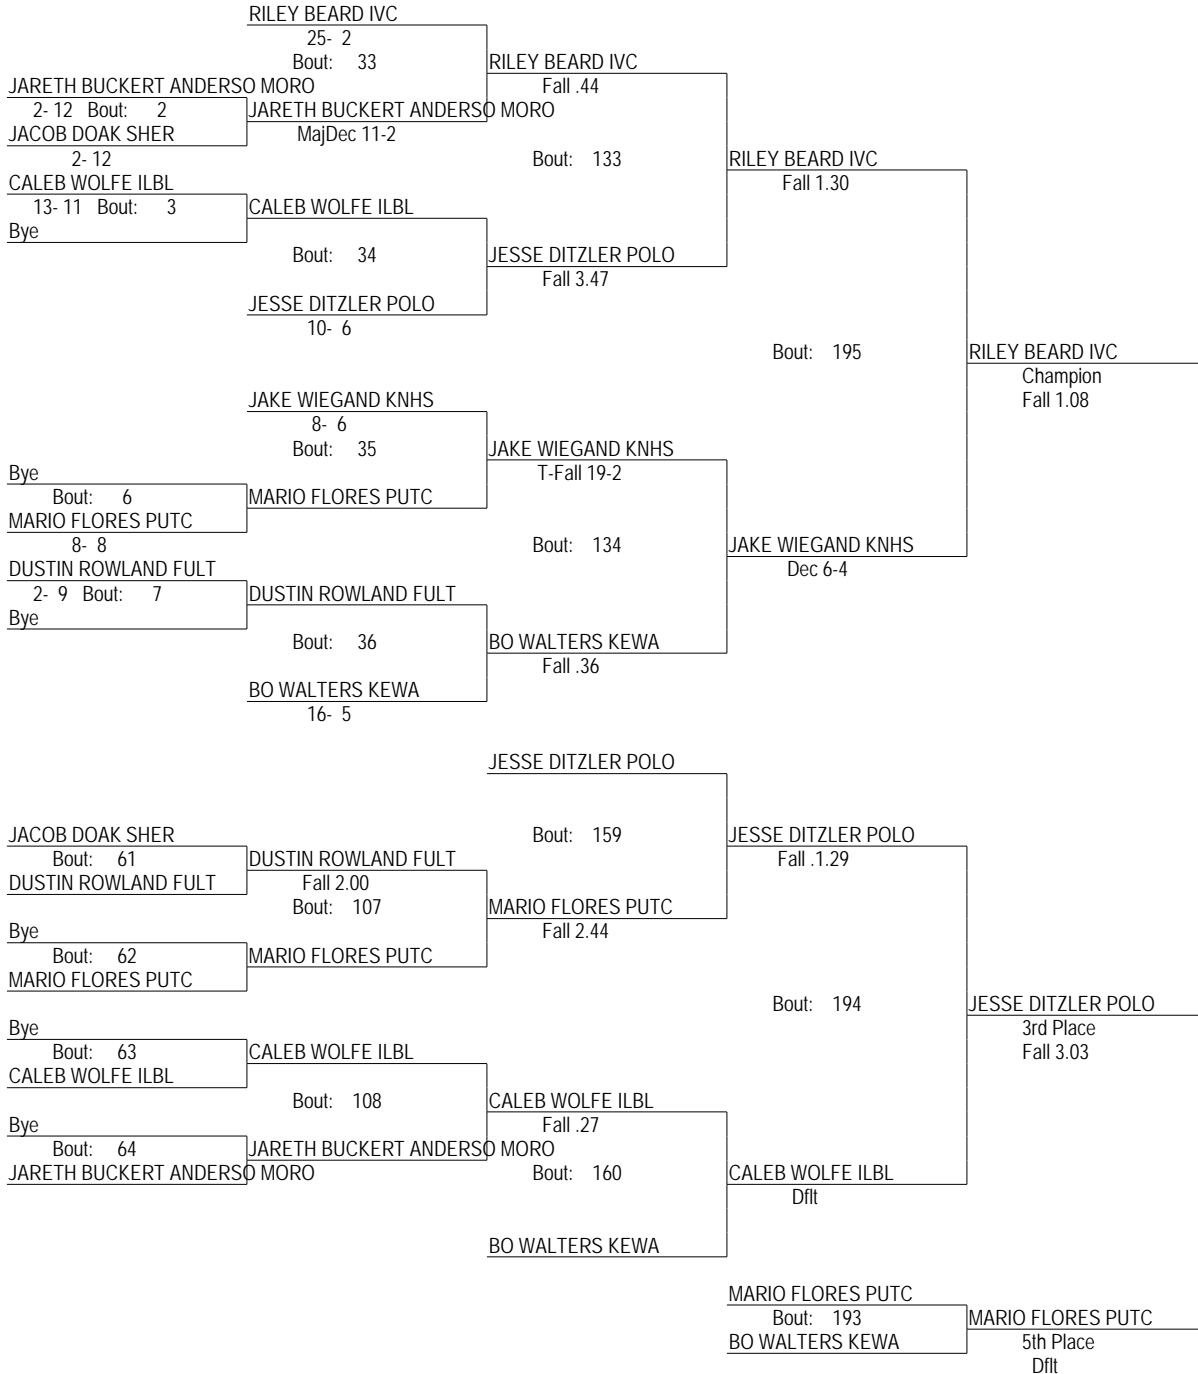 RILEY BEARD IVC
25- 2
Bout: 33
RILEY BEARD IVC
Fall .44
JARETH BUCKERT ANDERSO MORO
2- 12 Bout: 2
JARETH BUCKERT ANDERSO MORO
MajDec 11-2
JACOB DOAK SHER
2- 12
Bout: 133
RILEY BEARD IVC
Fall 1.30
CALEB WOLFE ILBL
13- 11 Bout: 3
CALEB WOLFE ILBL
Bye
Bout: 34
JESSE DITZLER POLO
Fall 3.47
JESSE DITZLER POLO
10- 6
Bout: 195
RILEY BEARD IVC
Champion
Fall 1.08
JAKE WIEGAND KNHS
8- 6
Bout: 35
JAKE WIEGAND KNHS
T-Fall 19-2
Bye
Bout: 6
MARIO FLORES PUTC
MARIO FLORES PUTC
8- 8
Bout: 134
JAKE WIEGAND KNHS
Dec 6-4
DUSTIN ROWLAND FULT
2- 9 Bout: 7
DUSTIN ROWLAND FULT
Bye
Bout: 36
BO WALTERS KEWA
Fall .36
BO WALTERS KEWA
16- 5
JESSE DITZLER POLO
Bout: 159
JESSE DITZLER POLO
Fall .1.29
JACOB DOAK SHER
Bout: 61
DUSTIN ROWLAND FULT
DUSTIN ROWLAND FULT
Fall 2.00
Bout: 107
MARIO FLORES PUTC
Fall 2.44
Bye
Bout: 62
MARIO FLORES PUTC
MARIO FLORES PUTC
Bout: 194
JESSE DITZLER POLO
3rd Place
Fall 3.03
Bye
Bout: 63
CALEB WOLFE ILBL
CALEB WOLFE ILBL
Bout: 108
CALEB WOLFE ILBL
Fall .27
Bye
Bout: 64
JARETH BUCKERT ANDERSO MORO
JARETH BUCKERT ANDERSO MORO
Bout: 160
CALEB WOLFE ILBL
Dflt
BO WALTERS KEWA
MARIO FLORES PUTC
Bout: 193
MARIO FLORES PUTC
BO WALTERS KEWA
5th Place
Dflt